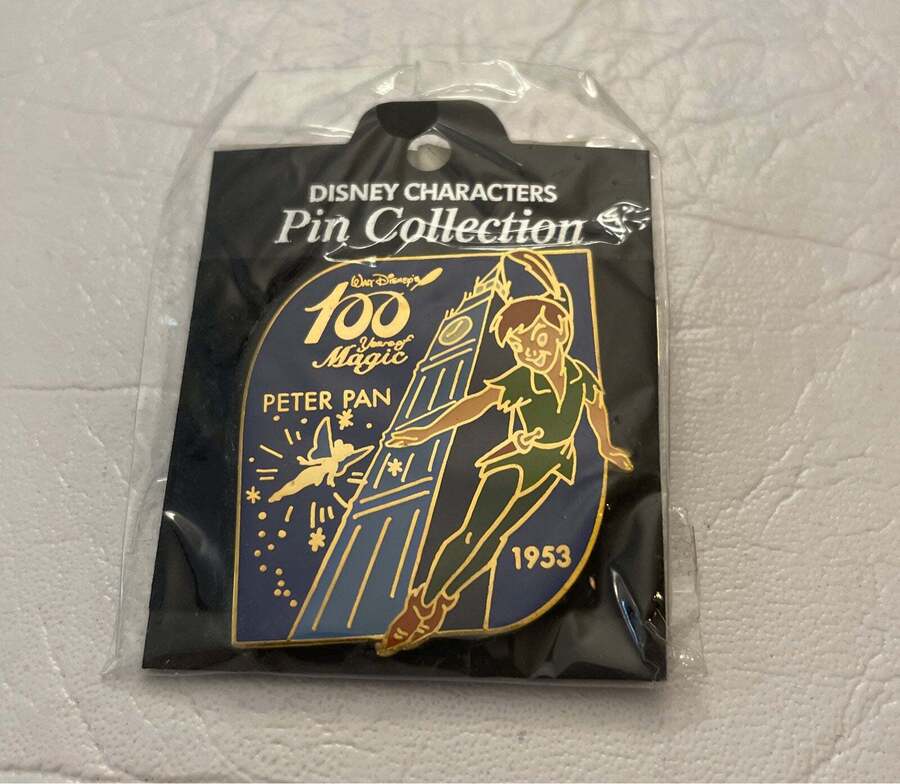 DISNEY CHARACTERS
Pin Collection
Walt Disney's
100
Years of
Magic
PETER PAN
1953